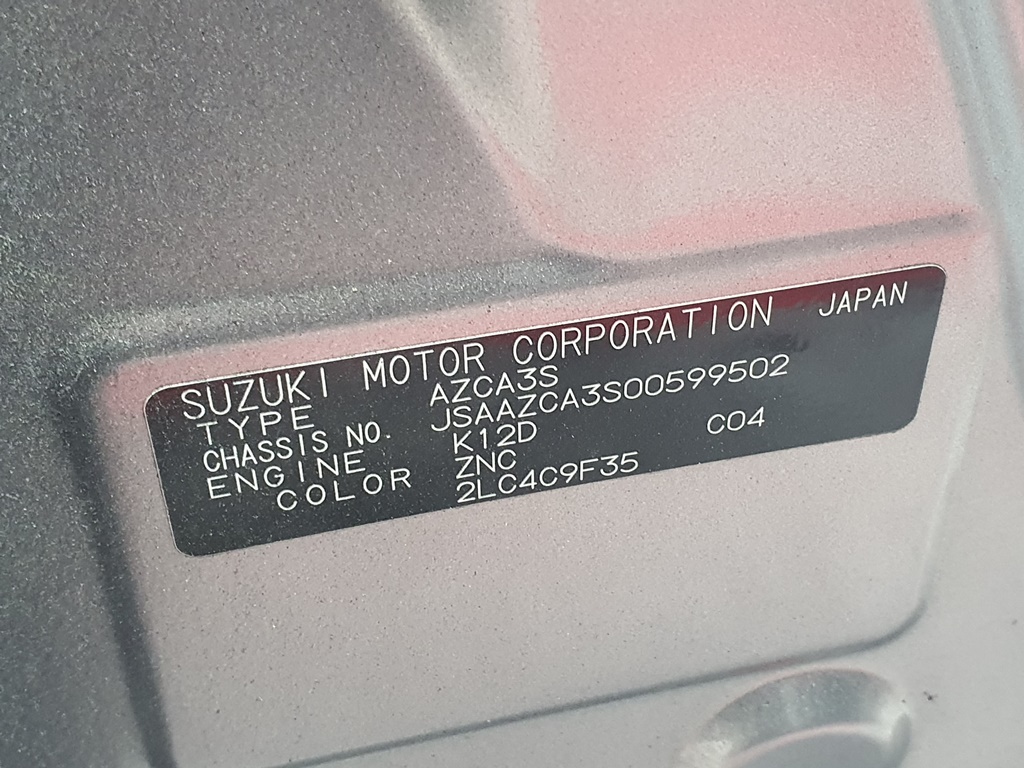 SUZUKI MOTOR CORPORATION JAPAN
TYPE AZCA3S
CHASSIS NO. JSAAZCA3S00599502
ENGINE K12D
COLOR ZNC C04
2LC4C9F35